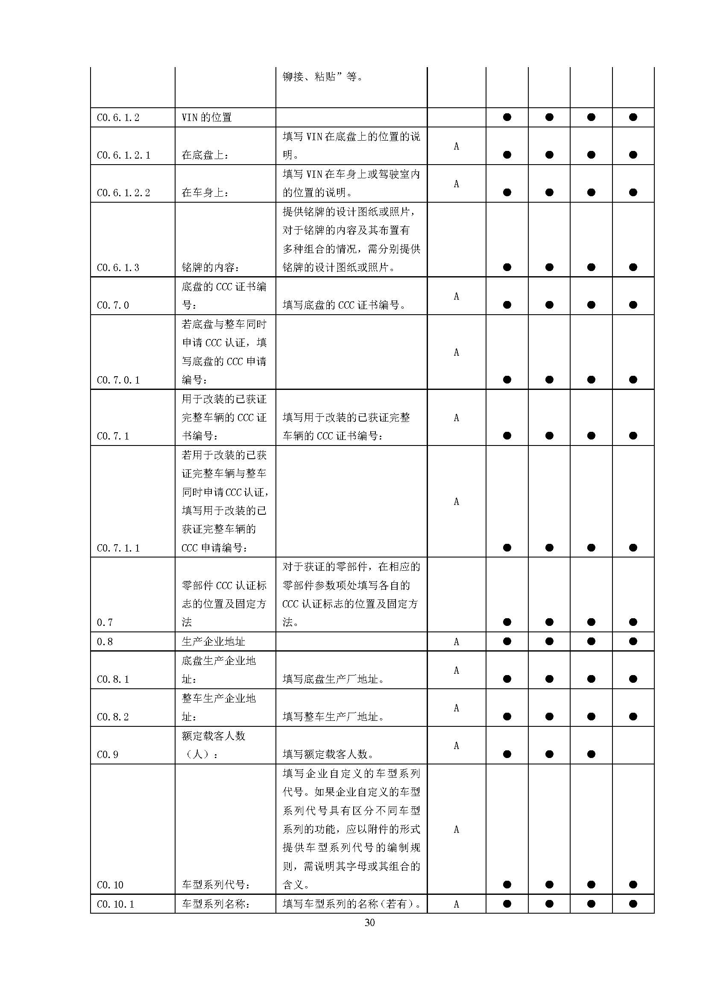 铆接、粘贴”等。
C0.6.1.2 VIN的位置 ● ● ● ●
填写 VIN在底盘上的位置的说
C0.6.1.2.1 在底盘上: 明。 A ● ● ● ●
填写 VIN在车身上或驾驶室内
C0.6.1.2.2 在车身上: 的位置的说明。 A ● ● ● ●
提供铭牌的设计图纸或照片,
对于铭牌的内容及其布置有
多种组合的情况,需分别提供
C0.6.1.3 铭牌的内容: 铭牌的设计图纸或照片。 ● ● ● ●
底盘的 CCC 证书编
C0.7.0 号: 填写底盘的 CCC 证书编号。 A ● ● ● ●
若底盘与整车同时
申请 CCC 认证,填
写底盘的 CCC 申请
C0.7.0.1 编号: A ● ● ● ●
用于改装的已获证
完整车辆的 CCC 证 填写用于改装的已获证完整 A
C0.7.1 书编号: 车辆的 CCC 证书编号: ● ● ● ●
若用于改装的已获
证完整车辆与整车
同时申请CCC认证,
填写用于改装的已 A
获证完整车辆的
C0.7.1.1 CCC 申请编号: ● ● ● ●
对于获证的零部件,在相应的
零部件 CCC 认证标 零部件参数项处填写各自的
志的位置及固定方 CCC 认证标志的位置及固定方
0.7 法 法。 ● ● ● ●
0.8 生产企业地址 A ● ● ● ●
底盘生产企业地
C0.8.1 址: 填写底盘生产厂地址。 A ● ● ● ●
整车生产企业地
C0.8.2 址: 填写整车生产厂地址。 A ● ● ● ●
额定载客人数
C0.9 (人): 填写额定载客人数。 A ● ● ●
填写企业自定义的车型系列
代号。如果企业自定义的车型
系列代号具有区分不同车型
系列的功能,应以附件的形式 A
提供车型系列代号的编制规
则,需说明其字母或其组合的
C0.10 车型系列代号: 含义。 ● ● ● ●
C0.10.1 车型系列名称: 填写车型系列的名称(若有)。 A ● ● ● ●
30